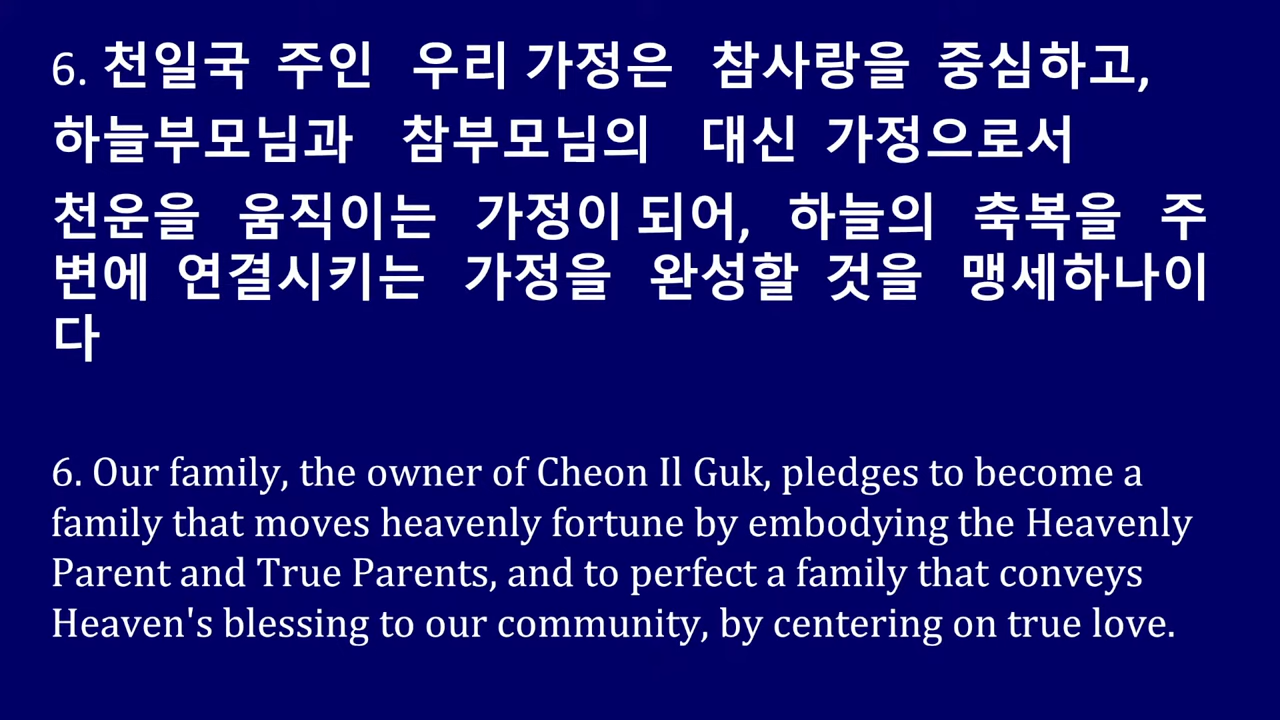 6. 천일국 주인 우리 가정은 참사랑을 중심하고,
하늘부모님과 참부모님의 대신 가정으로서
천운을 움직이는 가정이 되어, 하늘의 축복을 주
변에 연결시키는 가정을 완성할 것을 맹세하나이
다
6. Our family, the owner of Cheon Il Guk, pledges to become a
family that moves heavenly fortune by embodying the Heavenly
Parent and True Parents, and to perfect a family that conveys
Heaven's blessing to our community, by centering on true love.